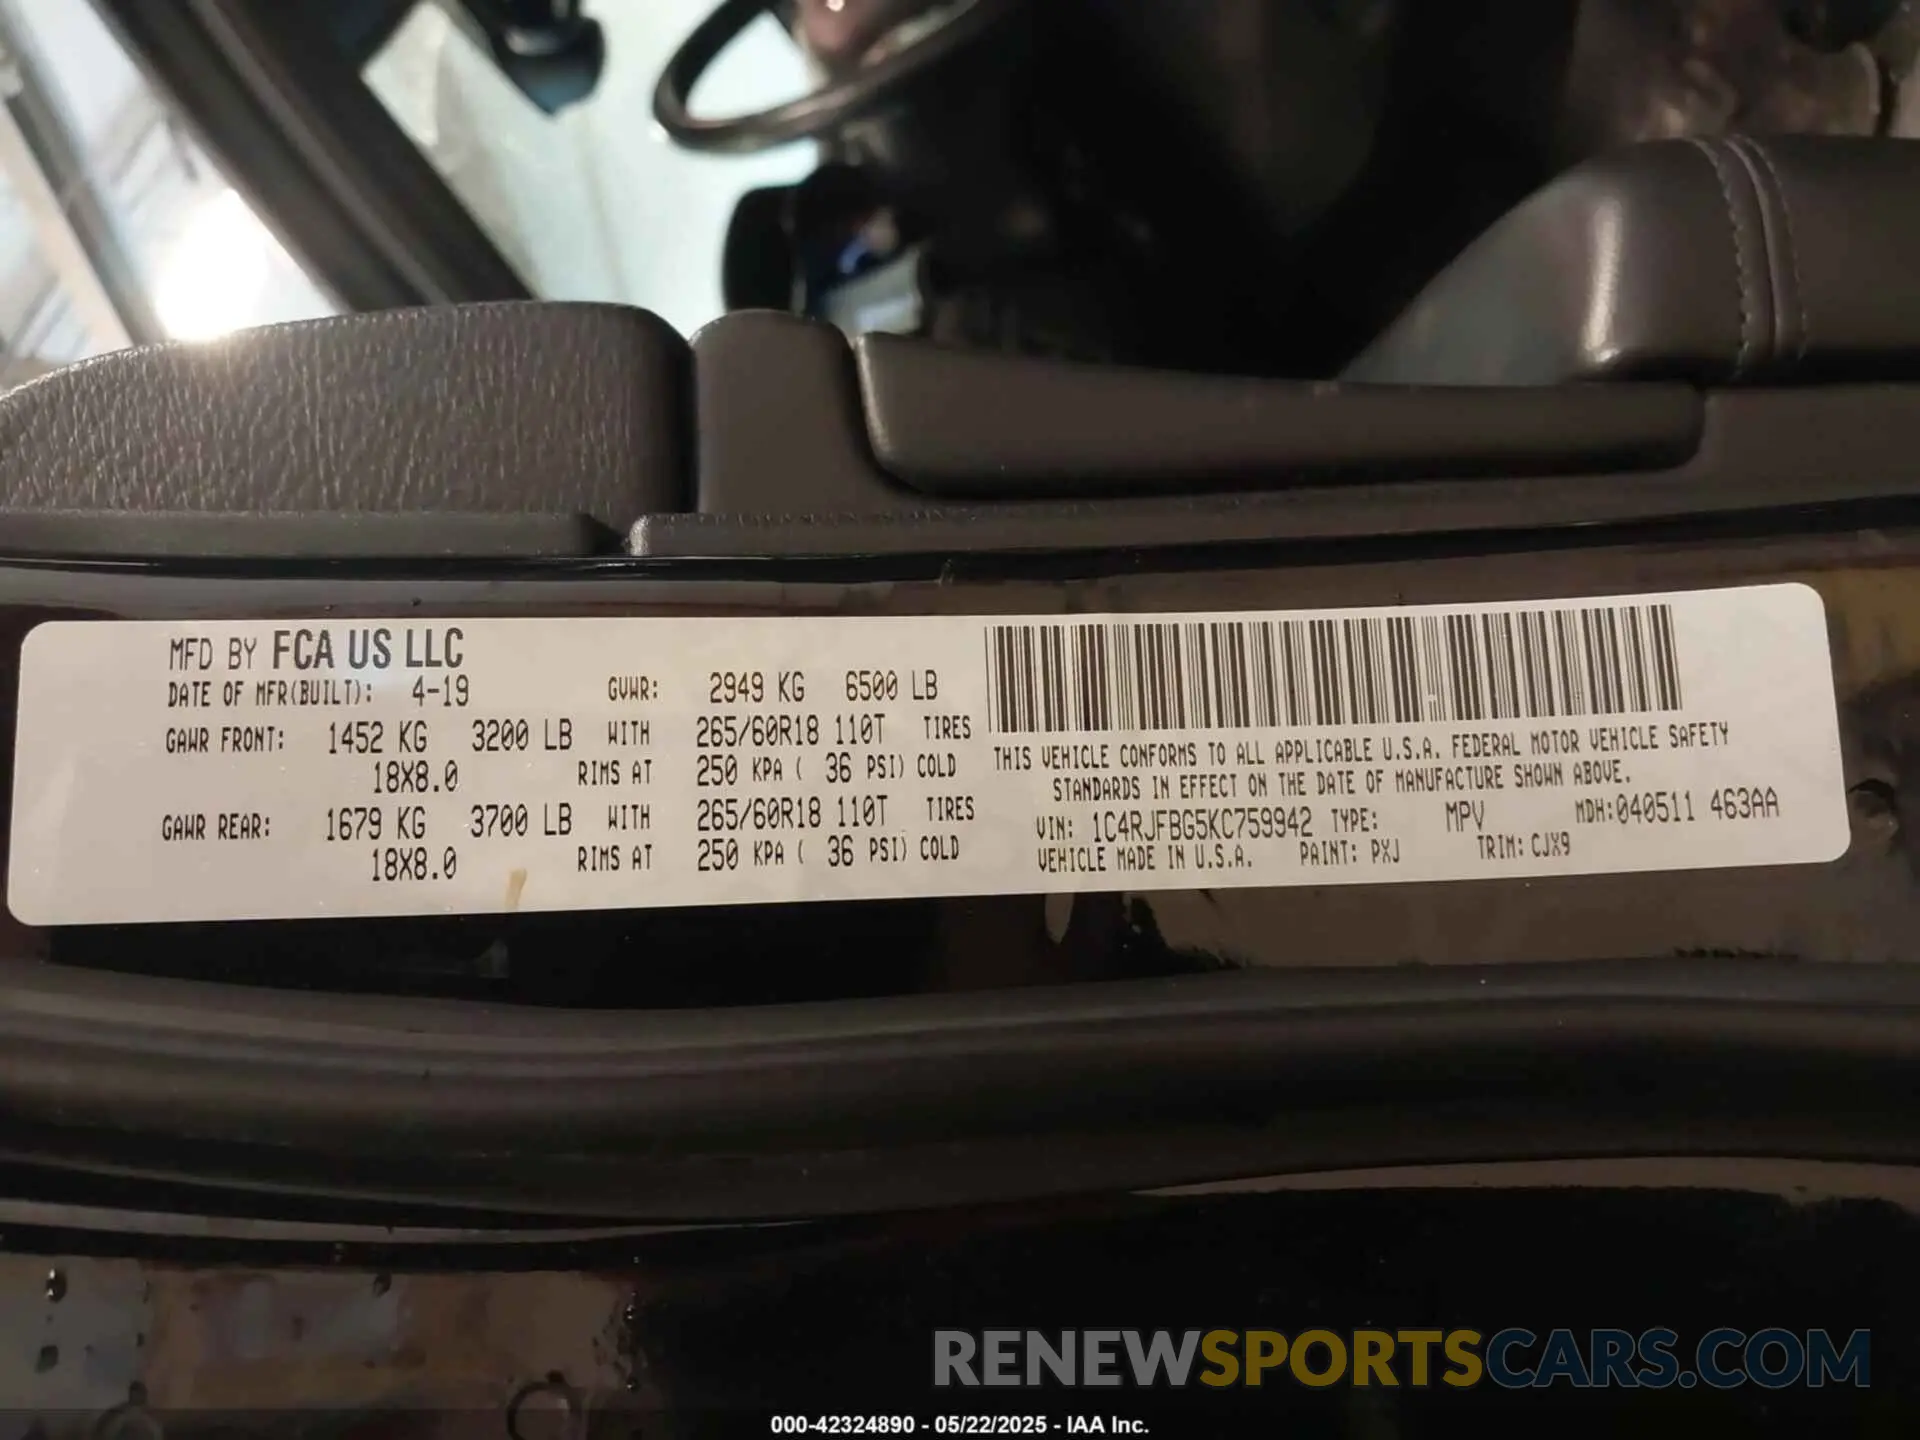 MFD BY FCA US LLC
DATE OF MFR(BUILT): 4-19 GVWR: 2949 KG 6500 LB
GAWR FRONT: 1452 KG 3200 LB WITH 265/60R18 110T TIRES
18X8.0 RIMS AT 250 KPA ( 36 PSI) COLD
GAWR REAR: 1679 KG 3700 LB WITH 265/60R18 110T TIRES
18X8.0 RIMS AT 250 KPA ( 36 PSI) COLD
THIS VEHICLE CONFORMS TO ALL APPLICABLE U.S.A. FEDERAL MOTOR VEHICLE SAFETY
STANDARDS IN EFFECT ON THE DATE OF MANUFACTURE SHOWN ABOVE.
VIN: 1C4RJFBG5KC759942 TYPE: MPV MDH:040511 463AA
VEHICLE MADE IN U.S.A. PAINT: PXJ TRIM: CJX9
RENEWSPORTSCARS.COM
000-42324890 - 05/22/2025 - IAA Inc.